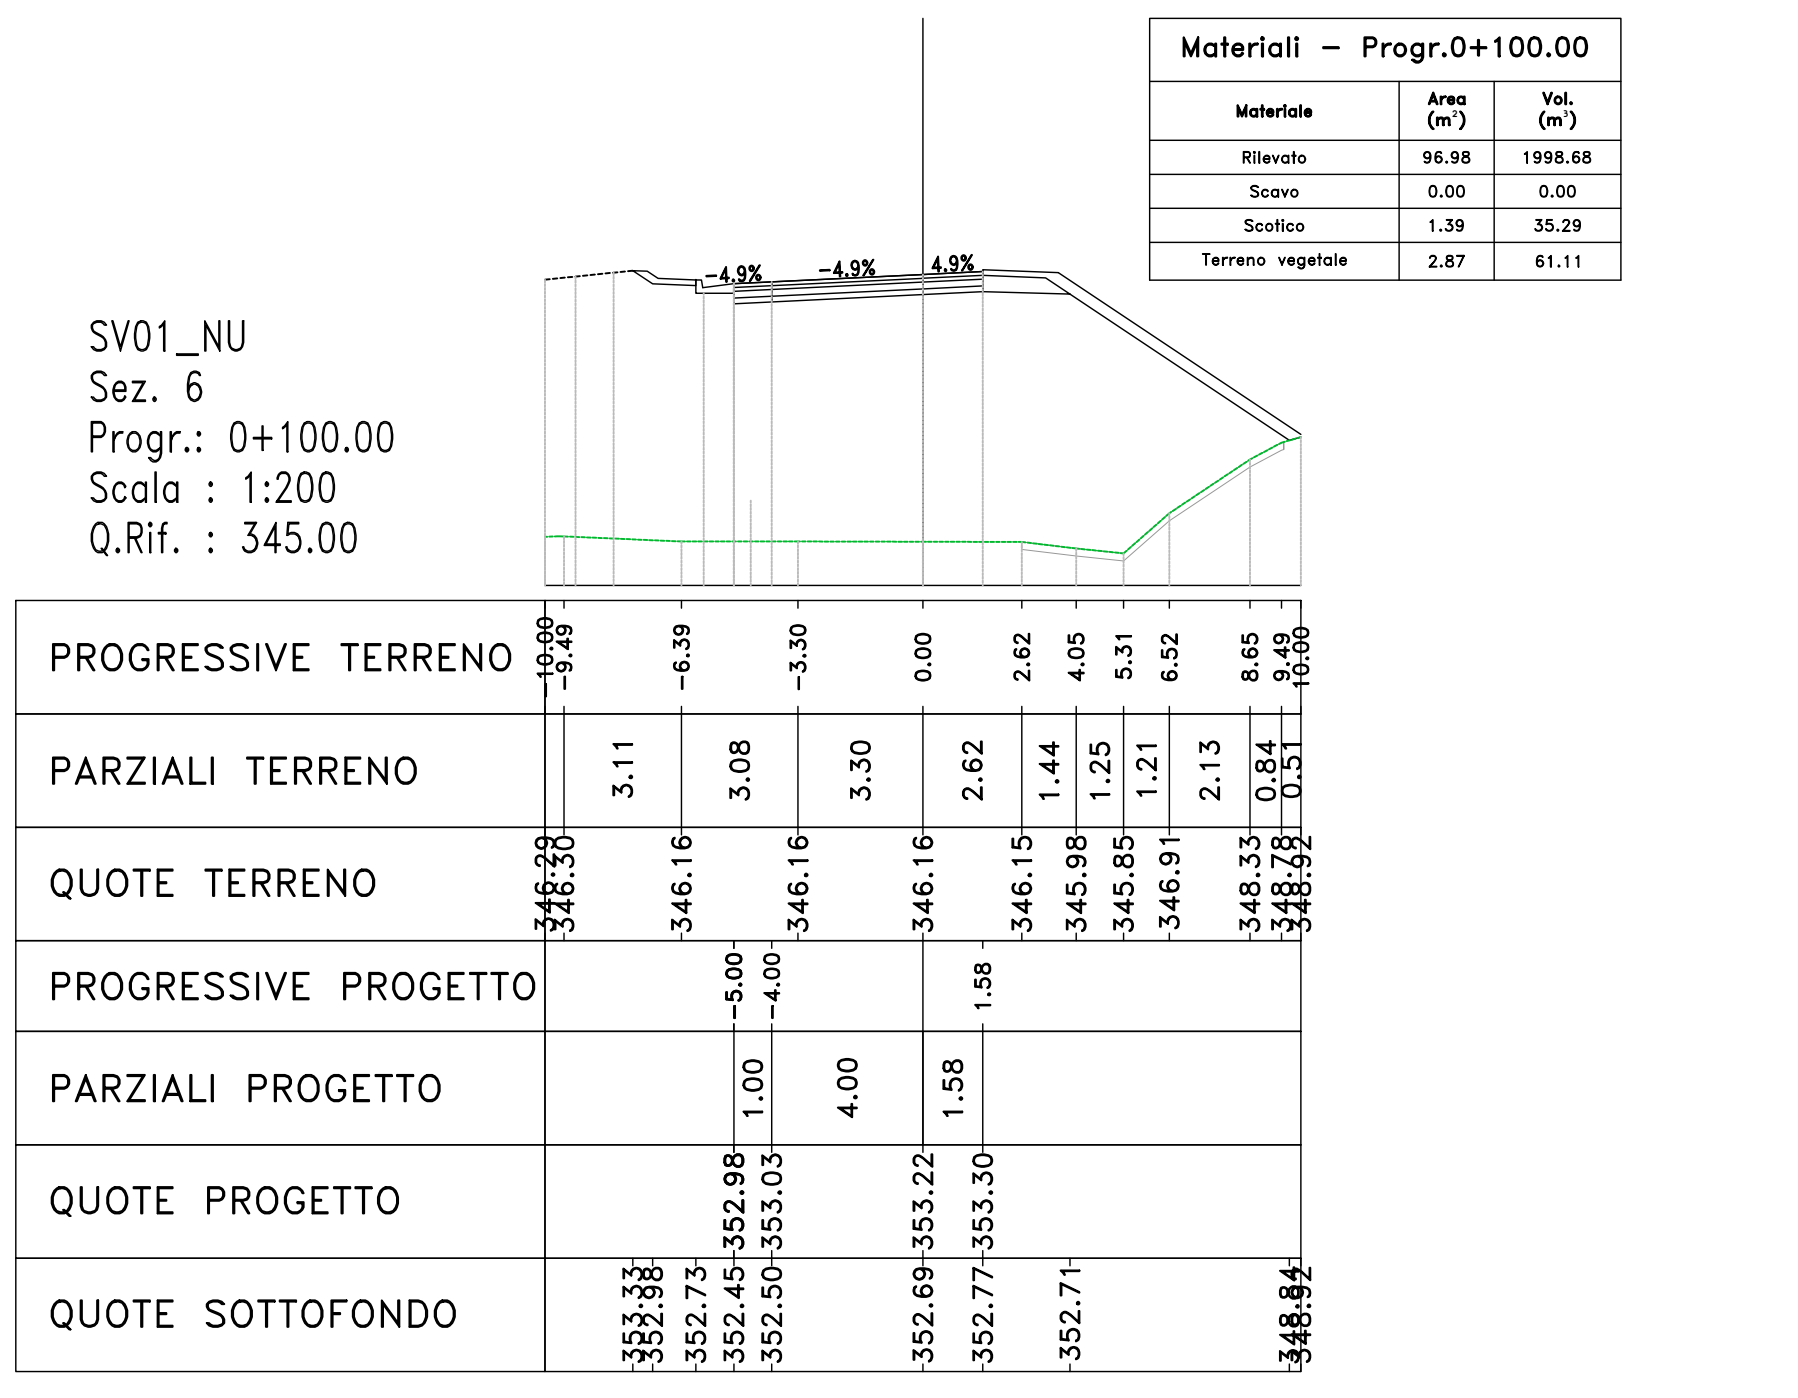 Materiali − Progr.0+100.00
Materiale Area (m²) Vol. (m³)
Rilevato 96.98 1998.68
Scavo 0.00 0.00
Scotico 1.39 35.29
Terreno vegetale 2.87 61.11
−4.9% −4.9% 4.9%
SV01_NU
Sez. 6
Progr.: 0+100.00
Scala : 1:200
Q.Rif. : 345.00
PROGRESSIVE TERRENO −10.00 −9.49 −6.39 −3.30 0.00 2.62 4.05 5.31 6.52 8.65 9.49 10.00
PARZIALI TERRENO 3.11 3.08 3.30 2.62 1.44 1.25 1.21 2.13 0.84 0.51
QUOTE TERRENO 346.29 346.30 346.16 346.16 346.16 346.15 345.98 345.85 346.91 348.33 348.78 348.92
PROGRESSIVE PROGETTO −5.00 −4.00 1.58
PARZIALI PROGETTO 1.00 4.00 1.58
QUOTE PROGETTO 352.98 353.03 353.22 353.30
QUOTE SOTTOFONDO 353.33 352.98 352.73 352.45 352.50 352.69 352.77 352.71 348.84 348.92